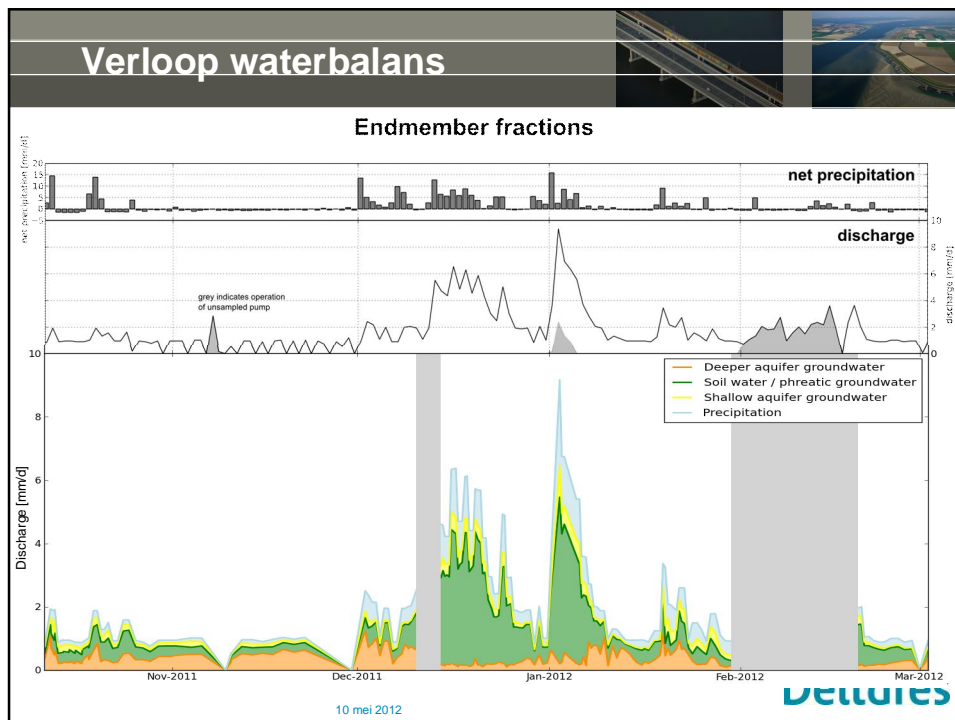 Verloop waterbalans
Endmember fractions
net precipitation [mm/d]
20
15
10
5
0
−5
net precipitation
10
8
6
4
2
0
discharge [mm/d]
discharge
grey indicates operation
of unsampled pump
10
8
6
4
2
0
Discharge [mm/d]
Deeper aquifer groundwater
Soil water / phreatic groundwater
Shallow aquifer groundwater
Precipitation
Nov-2011
Dec-2011
Jan-2012
Feb-2012
Mar-2012
10 mei 2012
Deltares